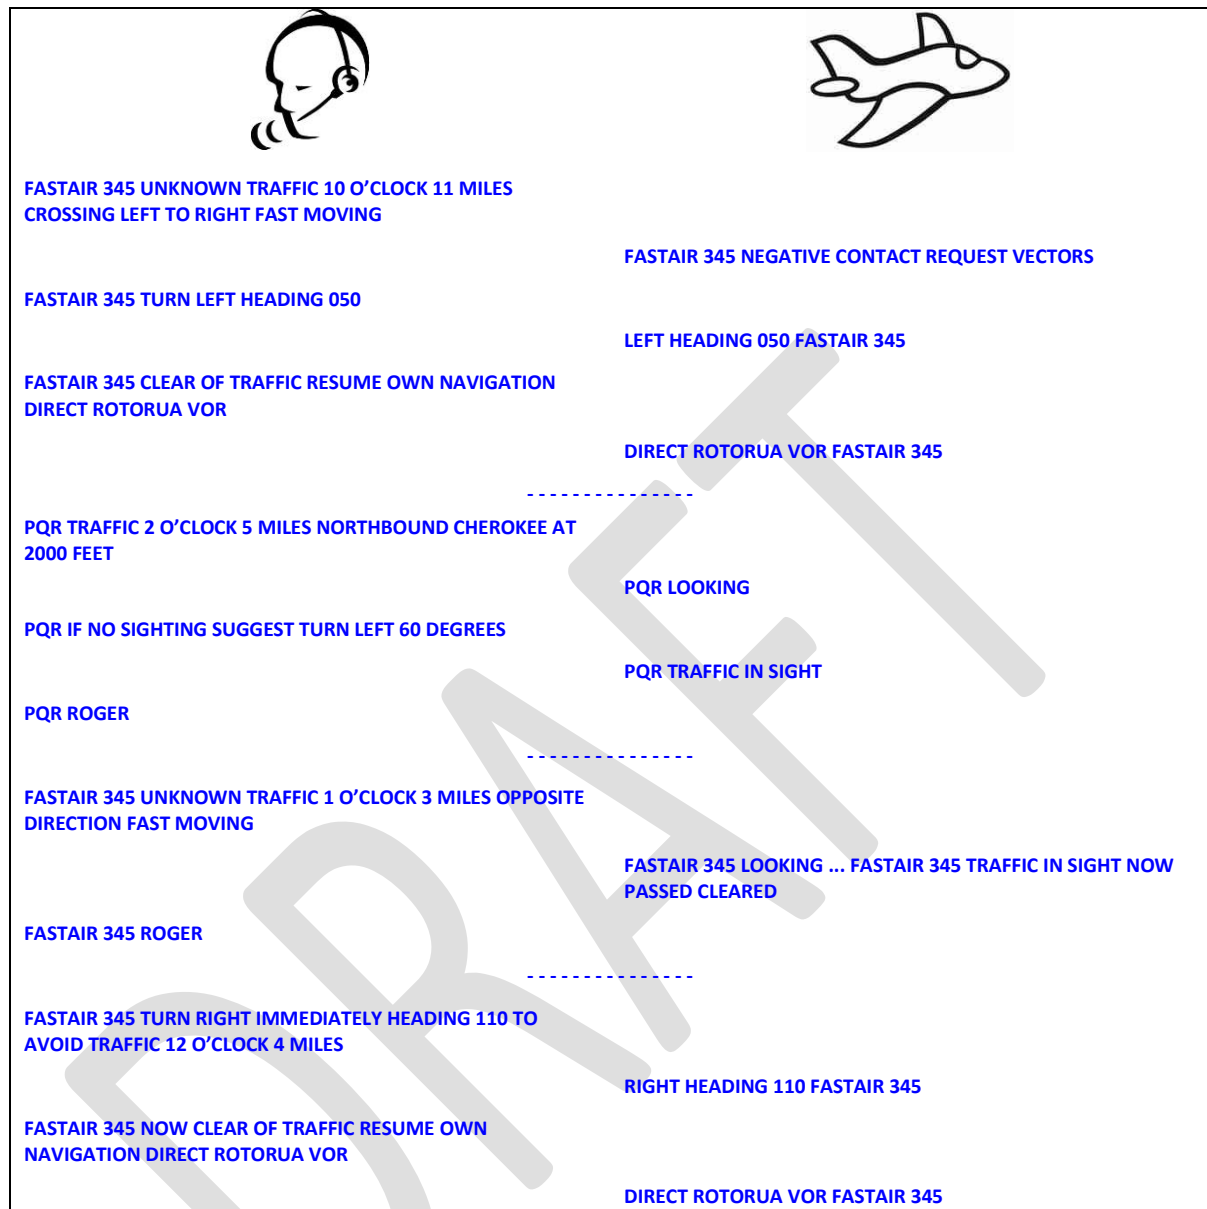 FASTAIR 345 UNKNOWN TRAFFIC 10 O’CLOCK 11 MILES
CROSSING LEFT TO RIGHT FAST MOVING
FASTAIR 345 NEGATIVE CONTACT REQUEST VECTORS
FASTAIR 345 TURN LEFT HEADING 050
LEFT HEADING 050 FASTAIR 345
FASTAIR 345 CLEAR OF TRAFFIC RESUME OWN NAVIGATION
DIRECT ROTORUA VOR
DIRECT ROTORUA VOR FASTAIR 345
- - - - - - - - - - - - - - -
PQR TRAFFIC 2 O’CLOCK 5 MILES NORTHBOUND CHEROKEE AT
2000 FEET
PQR LOOKING
PQR IF NO SIGHTING SUGGEST TURN LEFT 60 DEGREES
PQR TRAFFIC IN SIGHT
PQR ROGER
- - - - - - - - - - - - - - -
FASTAIR 345 UNKNOWN TRAFFIC 1 O’CLOCK 3 MILES OPPOSITE
DIRECTION FAST MOVING
FASTAIR 345 LOOKING ... FASTAIR 345 TRAFFIC IN SIGHT NOW
PASSED CLEARED
FASTAIR 345 ROGER
- - - - - - - - - - - - - - -
FASTAIR 345 TURN RIGHT IMMEDIATELY HEADING 110 TO
AVOID TRAFFIC 12 O’CLOCK 4 MILES
RIGHT HEADING 110 FASTAIR 345
FASTAIR 345 NOW CLEAR OF TRAFFIC RESUME OWN
NAVIGATION DIRECT ROTORUA VOR
DIRECT ROTORUA VOR FASTAIR 345
DRAFT